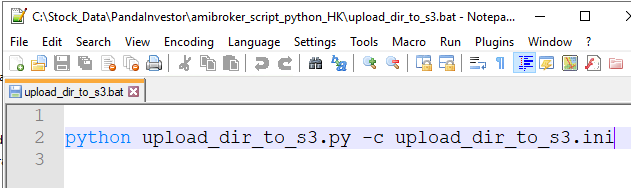 C:\Stock_Data\PandaInvestor\amibroker_script_python_HK\upload_dir_to_s3.bat - Notepa...
File Edit Search View Encoding Language Settings Tools Macro Run Plugins Window ?
upload_dir_to_s3.bat
1
2 python upload_dir_to_s3.py -c upload_dir_to_s3.ini
3